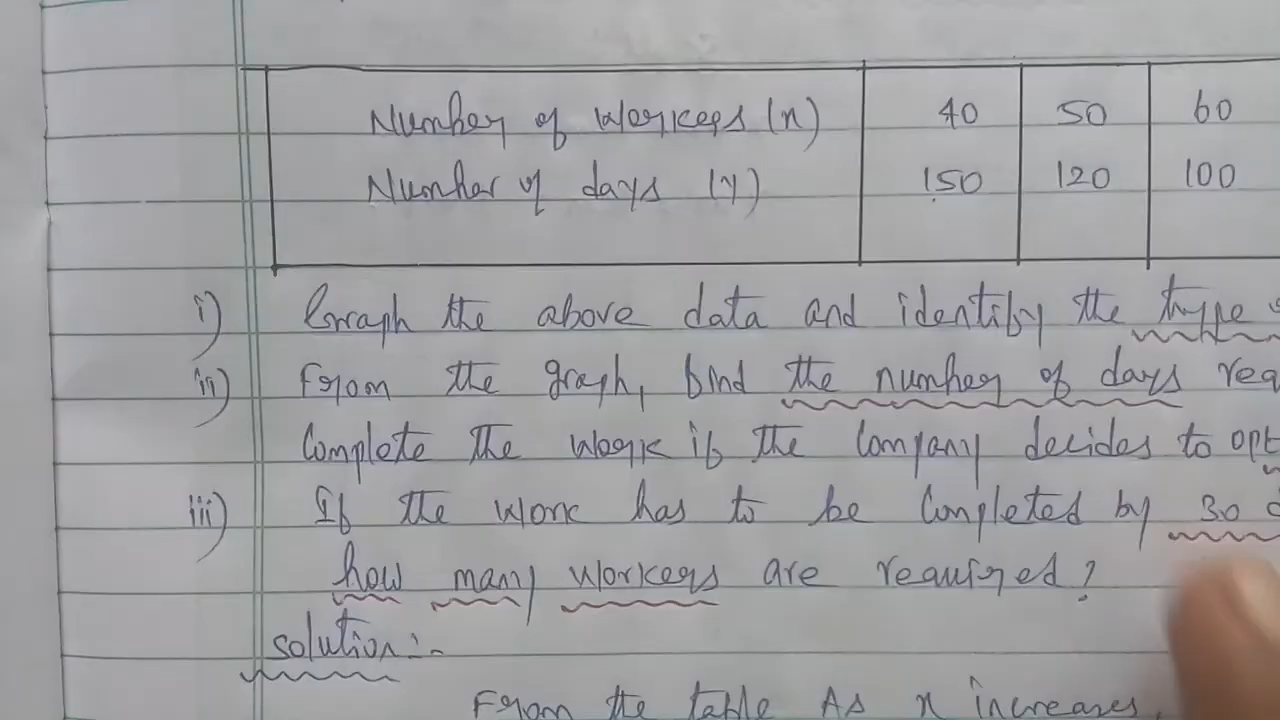 Number of workers (x) 40 50 60
Number of days (y) 150 120 100
i) Graph the above data and identify the type
ii) From the graph, find the number of days
Complete the work if the Company decides to opt
iii) If the work has to be Completed by 30
how many workers are required?
Solution:-
From the table As x increases,